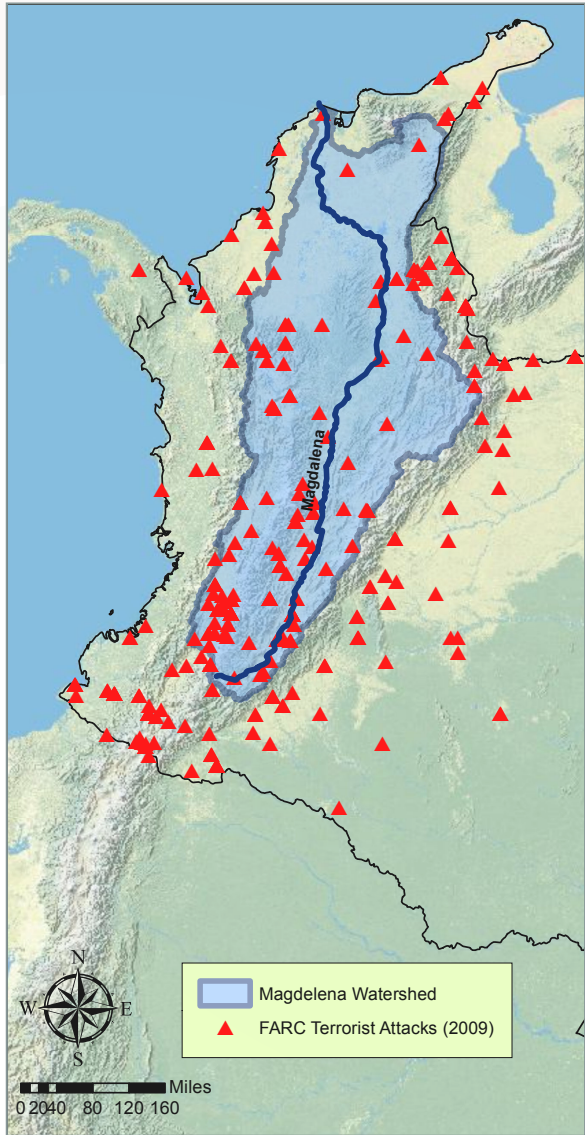 Magdalena
N
W E
S
Magdelena Watershed
FARC Terrorist Attacks (2009)
Miles
0 20 40 80 120 160